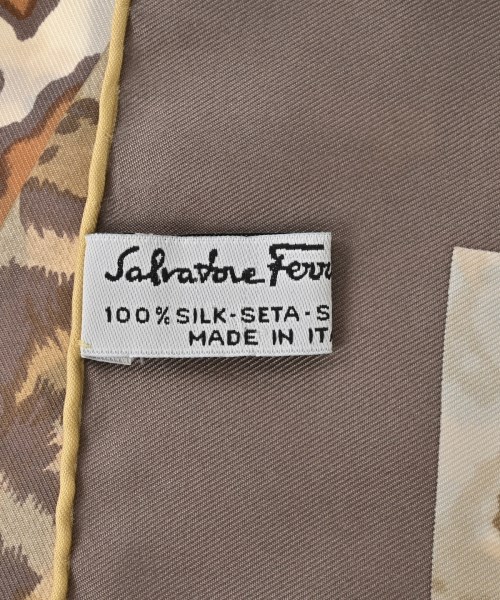 Salvatore Ferr
100% SILK-SETA-S
MADE IN ITA